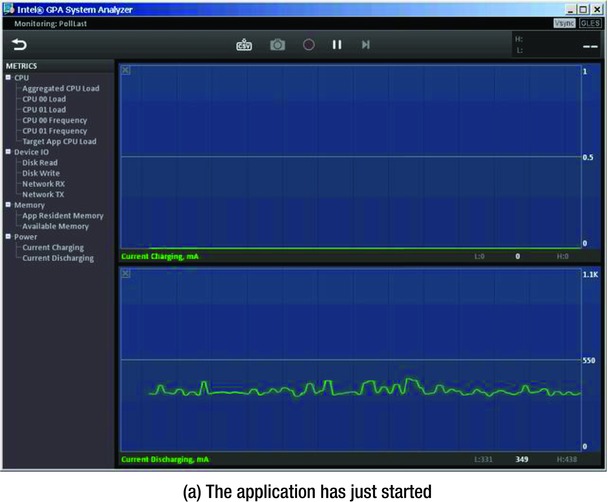 Intel® GPA System Analyzer
Monitoring: PollLast
Vsync GLES
CSV
H:
L:
--
METRICS
CPU
Aggregated CPU Load
CPU 00 Load
CPU 01 Load
CPU 00 Frequency
CPU 01 Frequency
Target App CPU Load
Device IO
Disk Read
Disk Write
Network RX
Network TX
Memory
App Resident Memory
Available Memory
Power
Current Charging
Current Discharging
1
0.5
0
Current Charging, mA L:0 0 H:0
1.1K
550
0
Current Discharging, mA L:331 349 H:438
(a) The application has just started